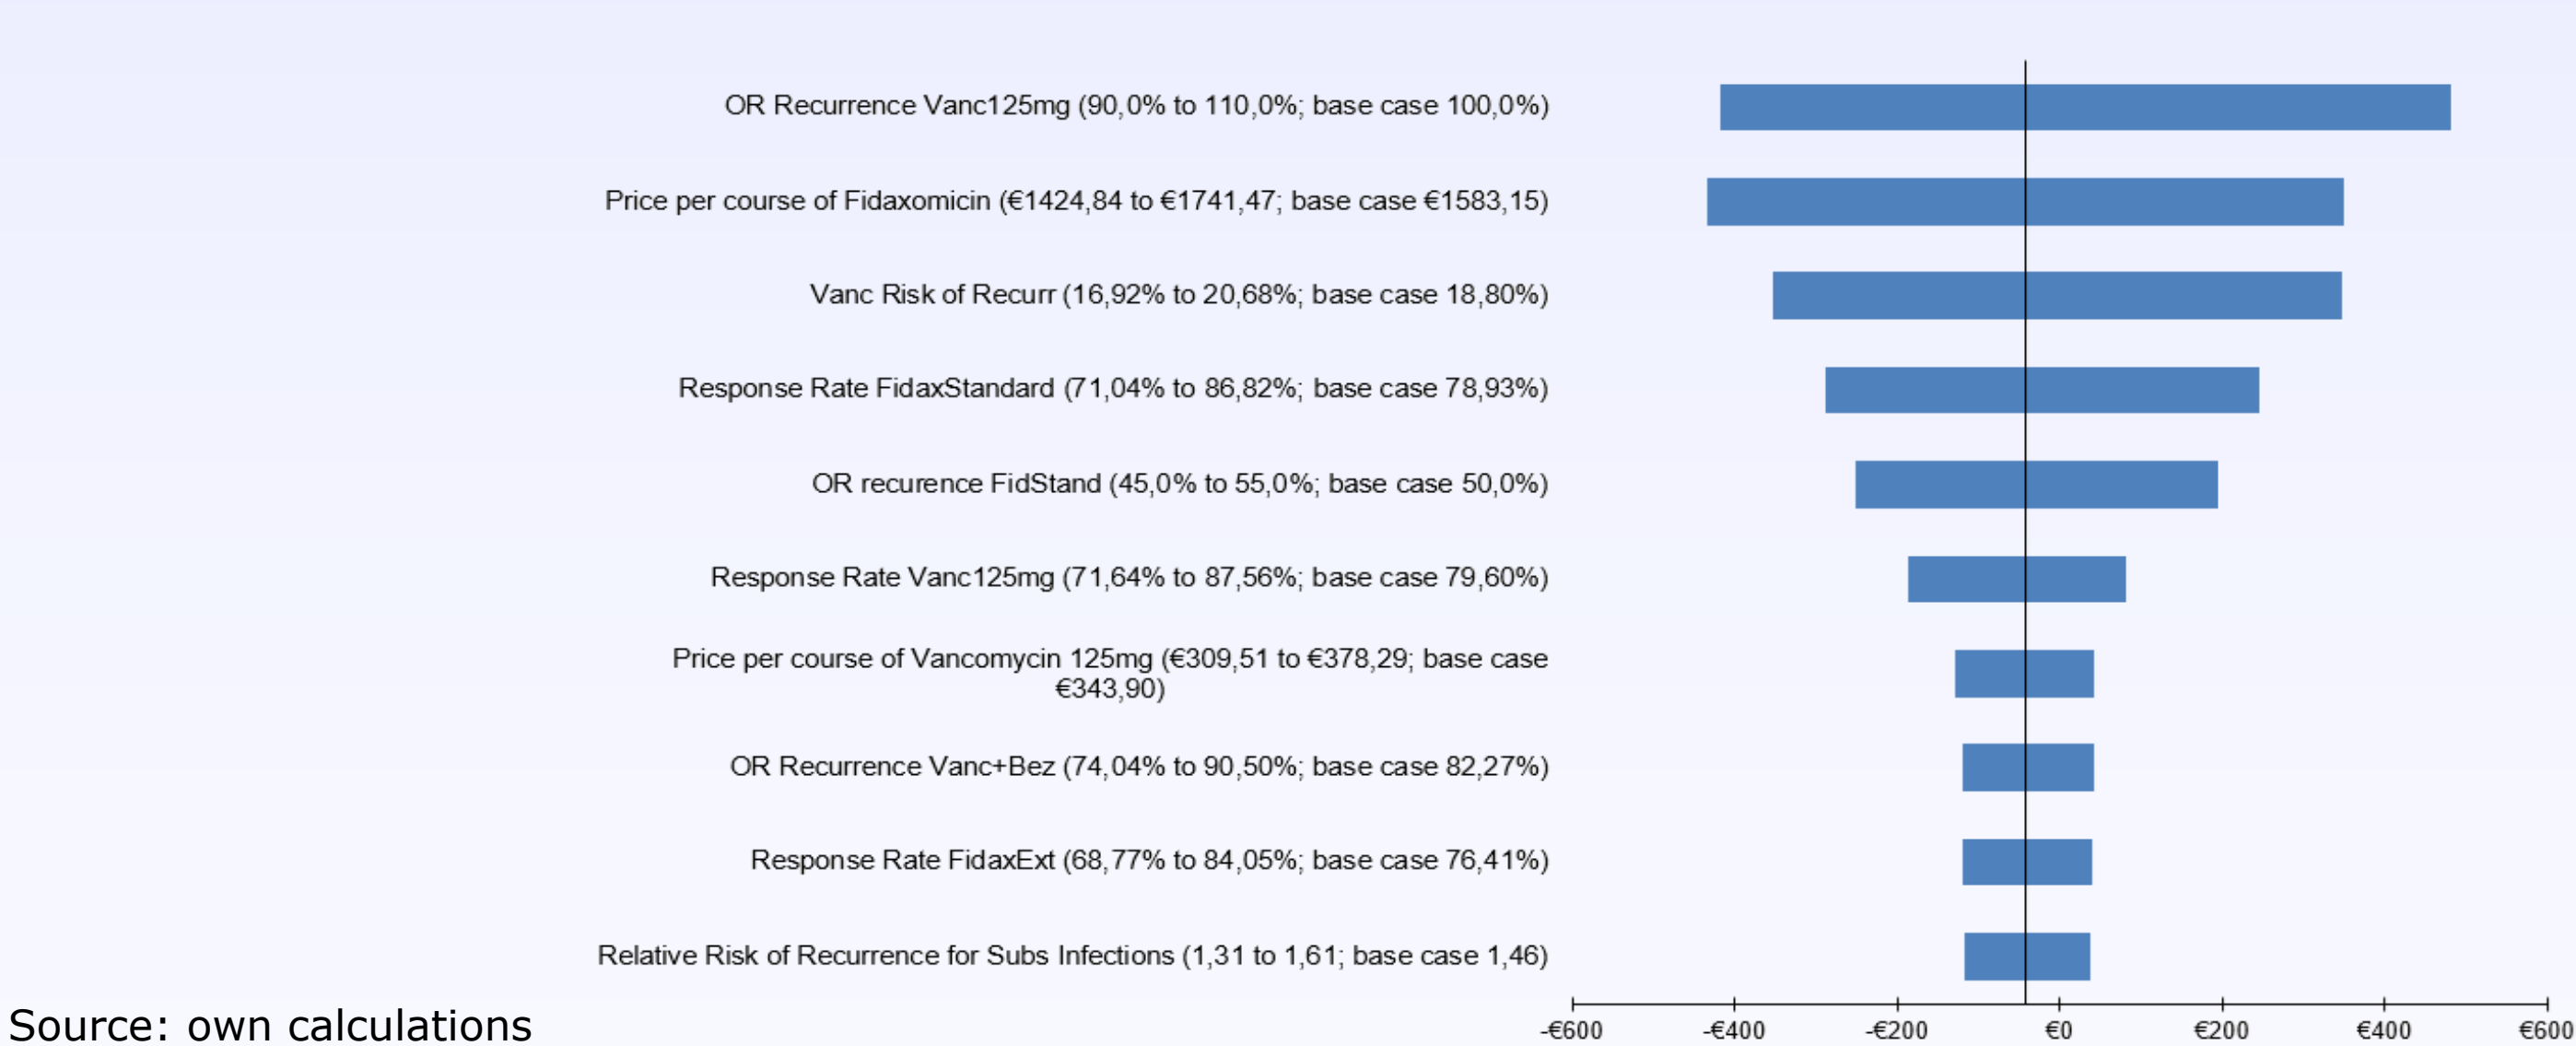 OR Recurrence Vanc125mg (90,0% to 110,0%; base case 100,0%)
Price per course of Fidaxomicin (€1424,84 to €1741,47; base case €1583,15)
Vanc Risk of Recurr (16,92% to 20,68%; base case 18,80%)
Response Rate FidaxStandard (71,04% to 86,82%; base case 78,93%)
OR recurence FidStand (45,0% to 55,0%; base case 50,0%)
Response Rate Vanc125mg (71,64% to 87,56%; base case 79,60%)
Price per course of Vancomycin 125mg (€309,51 to €378,29; base case
€343,90)
OR Recurrence Vanc+Bez (74,04% to 90,50%; base case 82,27%)
Response Rate FidaxExt (68,77% to 84,05%; base case 76,41%)
Relative Risk of Recurrence for Subs Infections (1,31 to 1,61; base case 1,46)
-€600 -€400 -€200 €0 €200 €400 €600
Source: own calculations